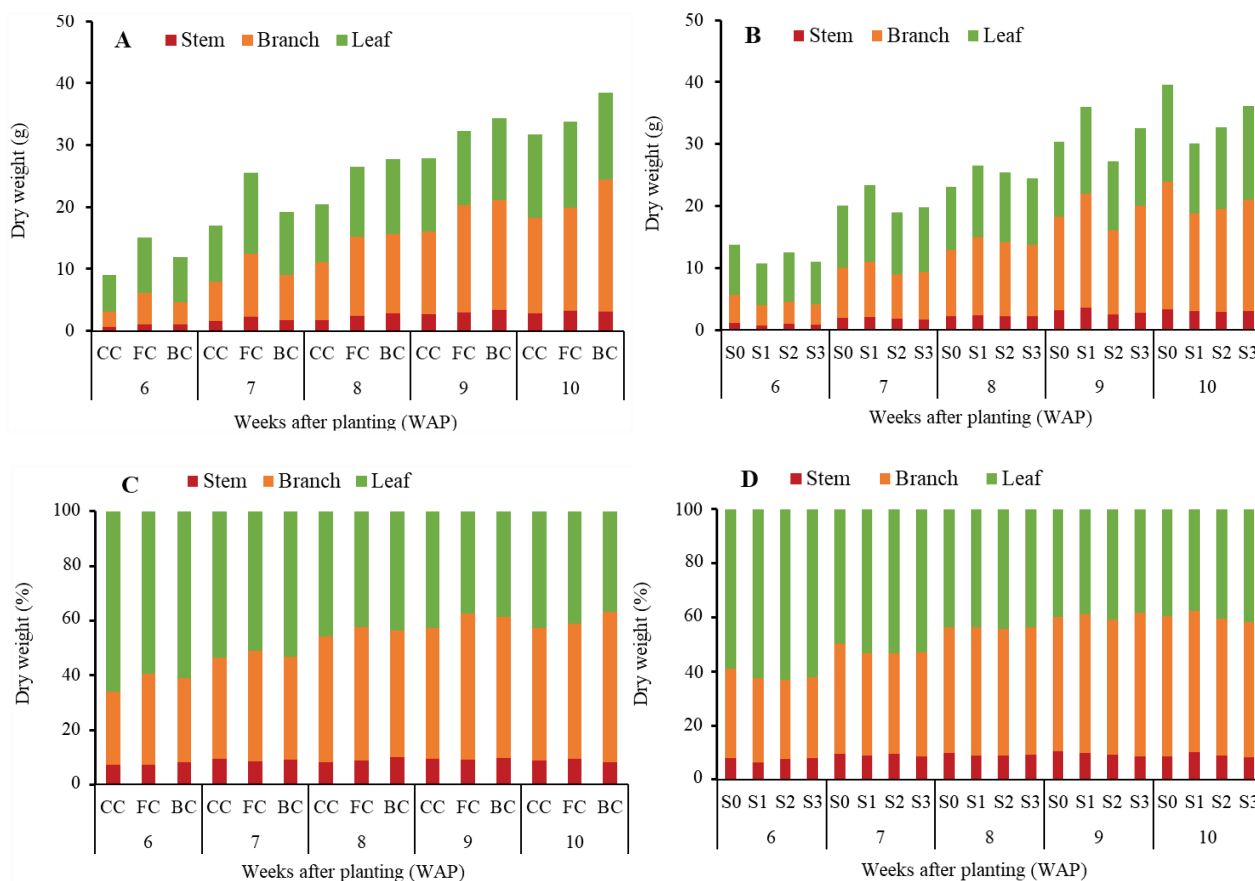 A
Stem Branch Leaf
Dry weight (g)
50
40
30
20
10
0
CC FC BC CC FC BC CC FC BC CC FC BC CC FC BC
6 7 8 9 10
Weeks after planting (WAP)
B
Stem Branch Leaf
Dry weight (g)
50
40
30
20
10
0
S0 S1 S2 S3 S0 S1 S2 S3 S0 S1 S2 S3 S0 S1 S2 S3 S0 S1 S2 S3
6 7 8 9 10
Weeks after planting (WAP)
C
Stem Branch Leaf
Dry weight (%)
100
80
60
40
20
0
CC FC BC CC FC BC CC FC BC CC FC BC CC FC BC
6 7 8 9 10
Weeks after planting (WAP)
D
Stem Branch Leaf
Dry weight (%)
100
80
60
40
20
0
S0 S1 S2 S3 S0 S1 S2 S3 S0 S1 S2 S3 S0 S1 S2 S3 S0 S1 S2 S3
6 7 8 9 10
Weeks after planting (WAP)